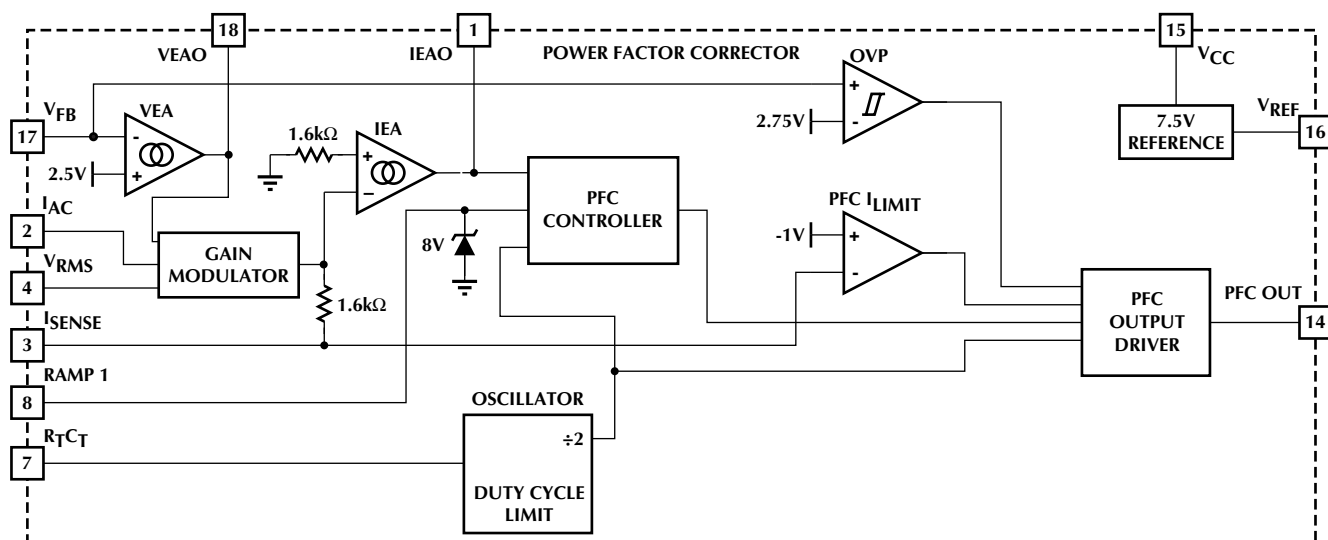 18
1
15
VEAO
IEAO
POWER FACTOR CORRECTOR
OVP
VCC
VFB
VEA
17
-
2.5V
+
1.6kΩ
IEA
+
−
+
-
2.75V
7.5V
REFERENCE
VREF
16
IAC
2
VRMS
4
GAIN
MODULATOR
1.6kΩ
8V
PFC
CONTROLLER
PFC ILIMIT
-1V
+
-
ISENSE
3
PFC
OUTPUT
DRIVER
PFC OUT
14
RAMP 1
8
OSCILLATOR
÷2
DUTY CYCLE
LIMIT
RTCT
7